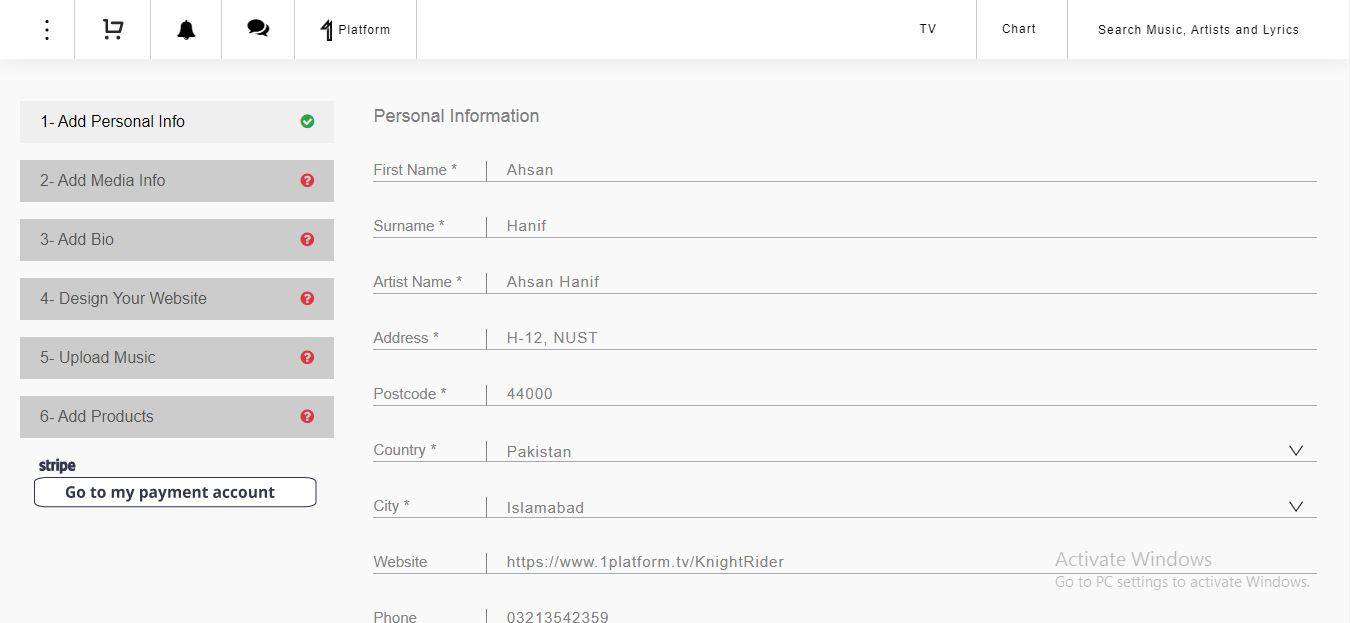 Platform
TV
Chart
Search Music, Artists and Lyrics
1- Add Personal Info
2- Add Media Info
3- Add Bio
4- Design Your Website
5- Upload Music
6- Add Products
stripe
Go to my payment account
Personal Information
First Name * Ahsan
Surname * Hanif
Artist Name * Ahsan Hanif
Address * H-12, NUST
Postcode * 44000
Country * Pakistan
City * Islamabad
Website https://www.1platform.tv/KnightRider
Phone 03213542359
Activate Windows
Go to PC settings to activate Windows.